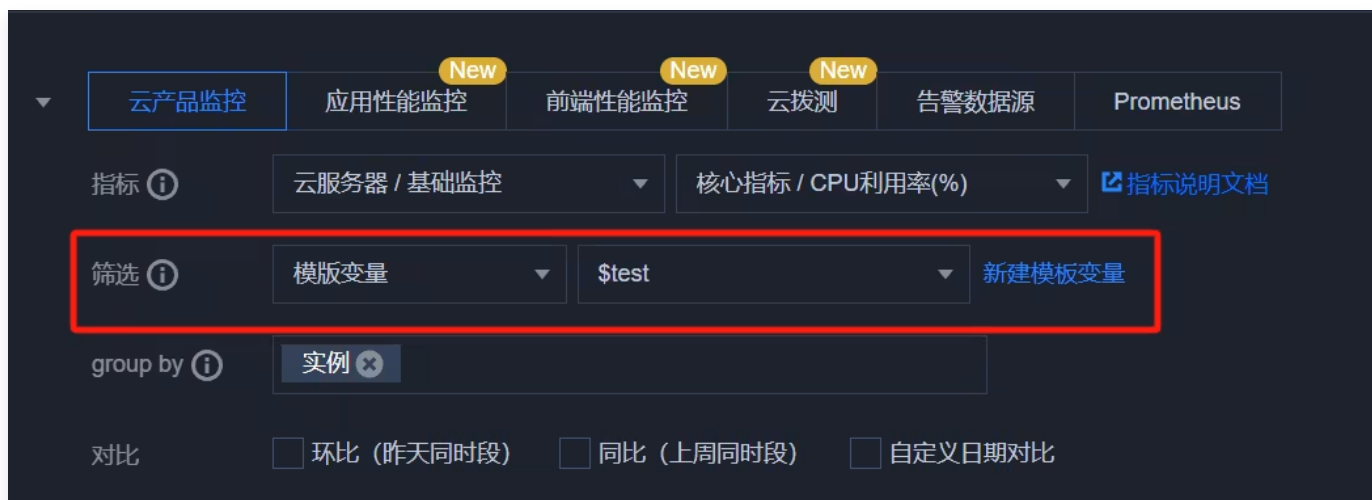 New New New
云产品监控 应用性能监控 前端性能监控 云拨测 告警数据源 Prometheus
指标 云服务器 / 基础监控 核心指标 / CPU利用率(%) 指标说明文档
筛选 模版变量 $test 新建模板变量
group by 实例
对比 环比（昨天同时段） 同比（上周同时段） 自定义日期对比